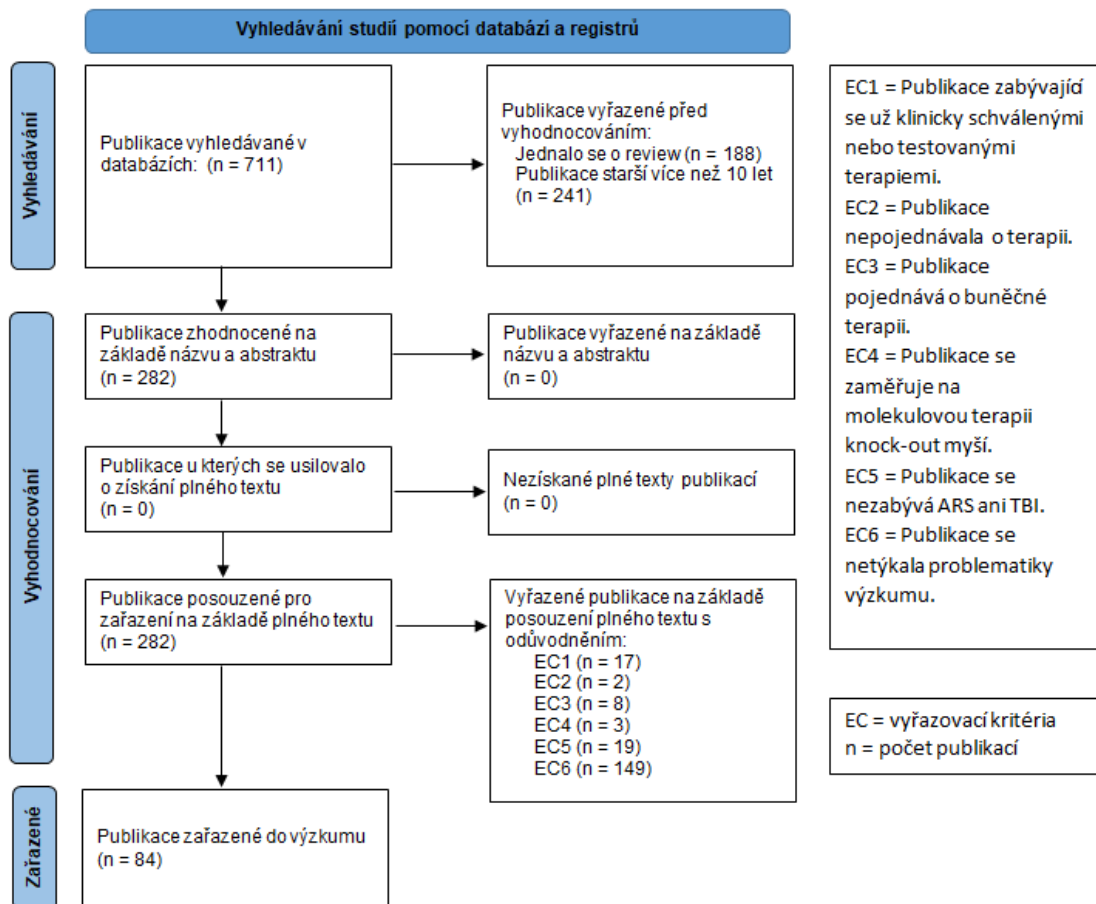 Vyhledávání studií pomocí databází a registrů
Vyhledávání
Publikace vyhledávané v
databázích: (n = 711)
Publikace vyřazené před
vyhodnocováním:
Jednalo se o review (n = 188)
Publikace starší více než 10 let
(n = 241)
Vyhodnocování
Publikace zhodnocené na
základě názvu a abstraktu
(n = 282)
Publikace vyřazené na základě
názvu a abstraktu
(n = 0)
Publikace u kterých se usilovalo
o získání plného textu
(n = 0)
Nezískané plné texty publikací
(n = 0)
Publikace posouzené pro
zařazení na základě plného textu
(n = 282)
Vyřazené publikace na základě
posouzení plného textu s
odůvodněním:
EC1 (n = 17)
EC2 (n = 2)
EC3 (n = 8)
EC4 (n = 3)
EC5 (n = 19)
EC6 (n = 149)
Zařazené
Publikace zařazené do výzkumu
(n = 84)
EC1 = Publikace zabývající
se už klinicky schválenými
nebo testovanými
terapiemi.
EC2 = Publikace
nepojednávala o terapii.
EC3 = Publikace
pojednává o buněčné
terapii.
EC4 = Publikace se
zaměřuje na
molekulovou terapii
knock-out myší.
EC5 = Publikace se
nezabývá ARS ani TBI.
EC6 = Publikace se
netýkala problematiky
výzkumu.
EC = vyřazovací kritéria
n = počet publikací